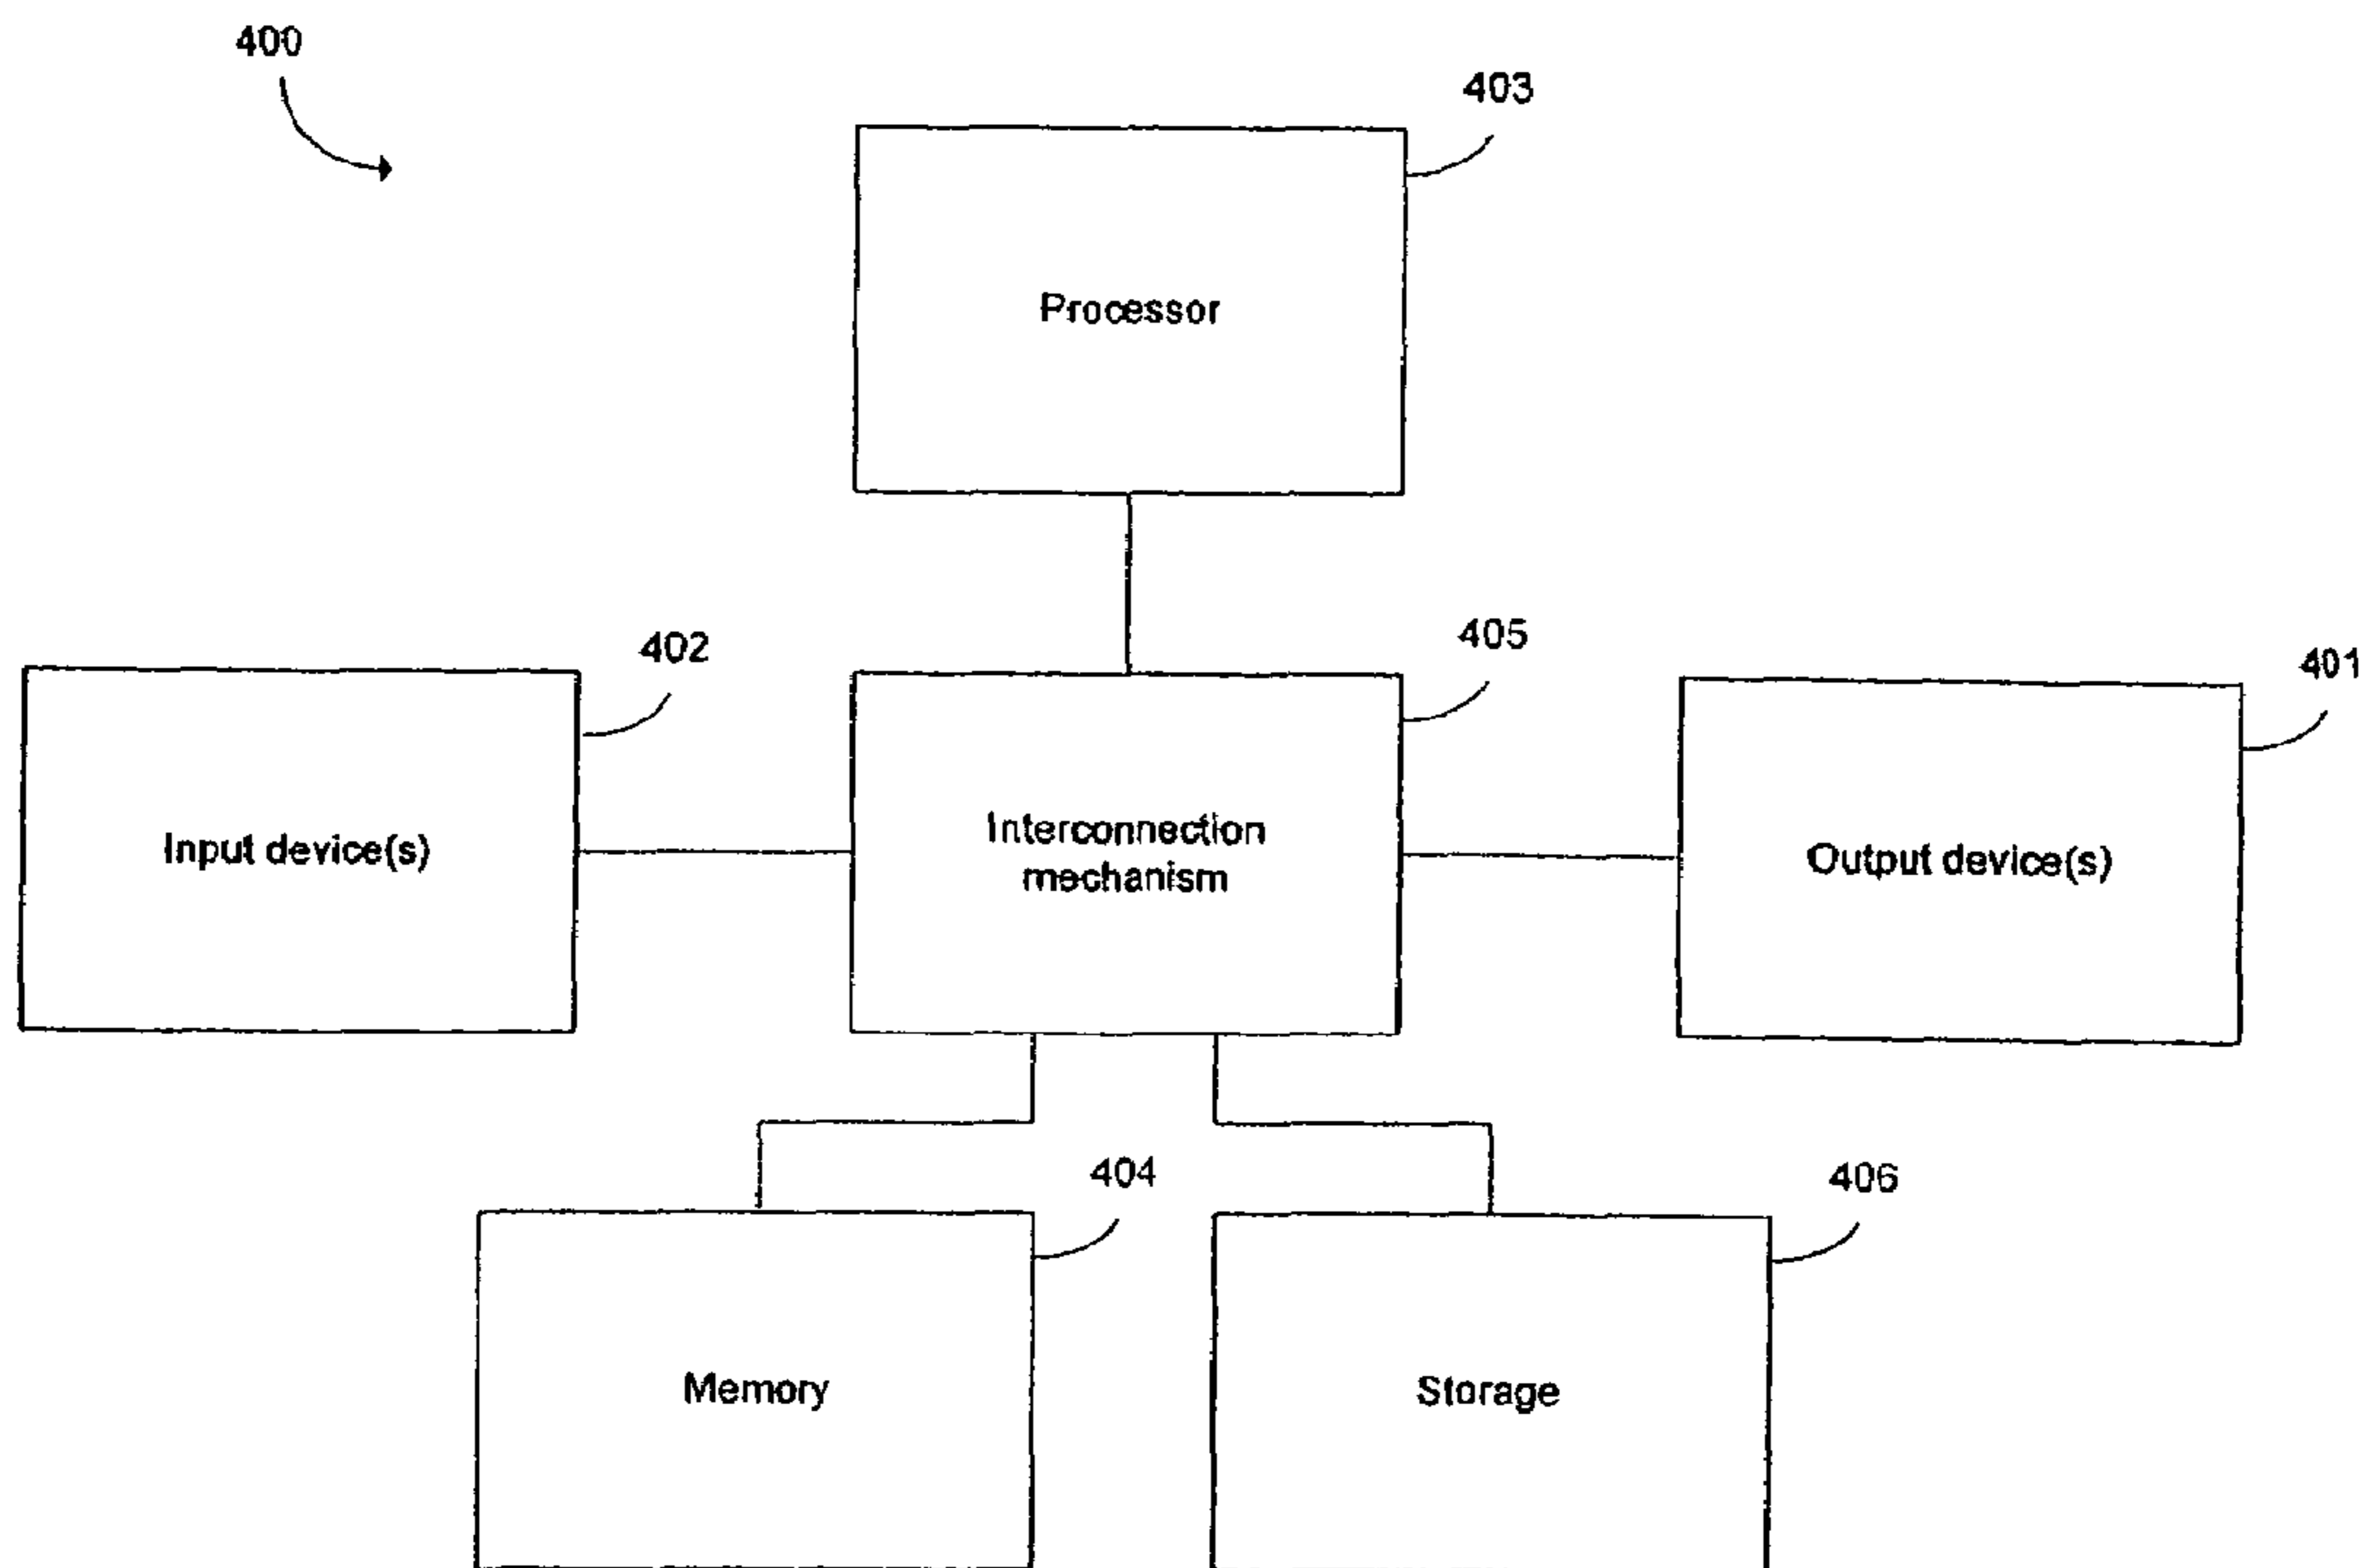 400
403
Processor
402
405
401
Input device(s)
Interconnection
mechanism
Output device(s)
404
406
Memory
Storage